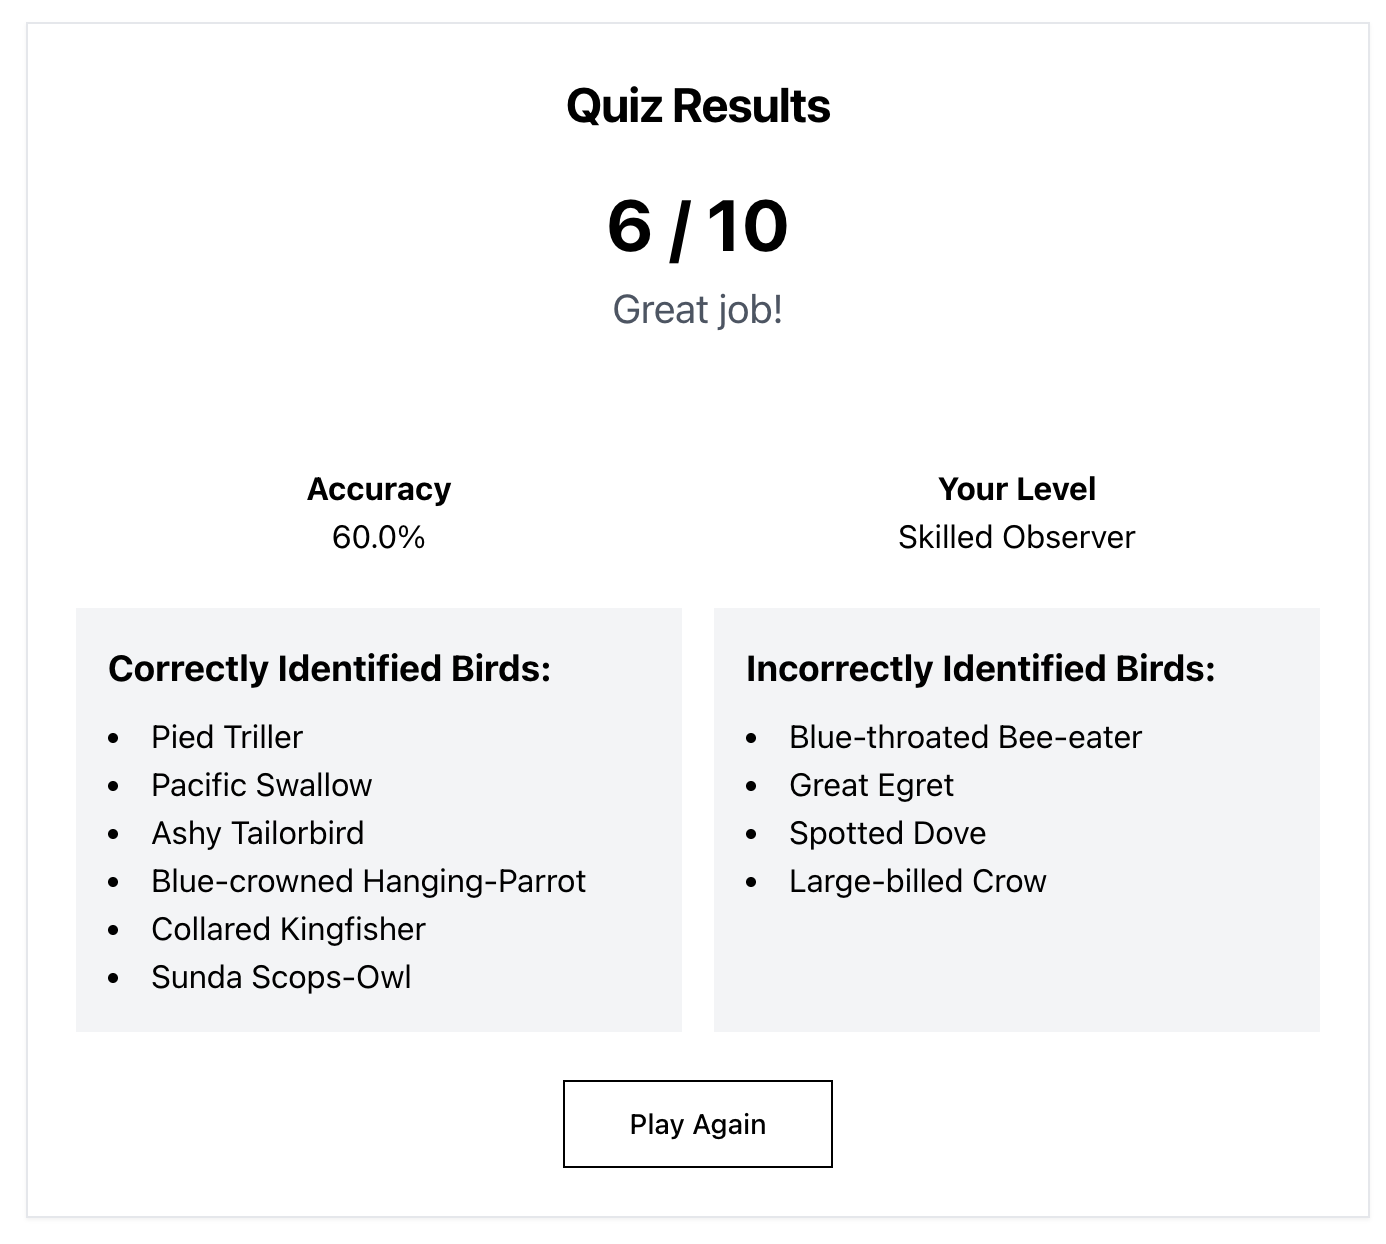 Quiz Results
6 / 10
Great job!
Accuracy
60.0%
Your Level
Skilled Observer
Correctly Identified Birds:
• Pied Triller
• Pacific Swallow
• Ashy Tailorbird
• Blue-crowned Hanging-Parrot
• Collared Kingfisher
• Sunda Scops-Owl
Incorrectly Identified Birds:
• Blue-throated Bee-eater
• Great Egret
• Spotted Dove
• Large-billed Crow
Play Again